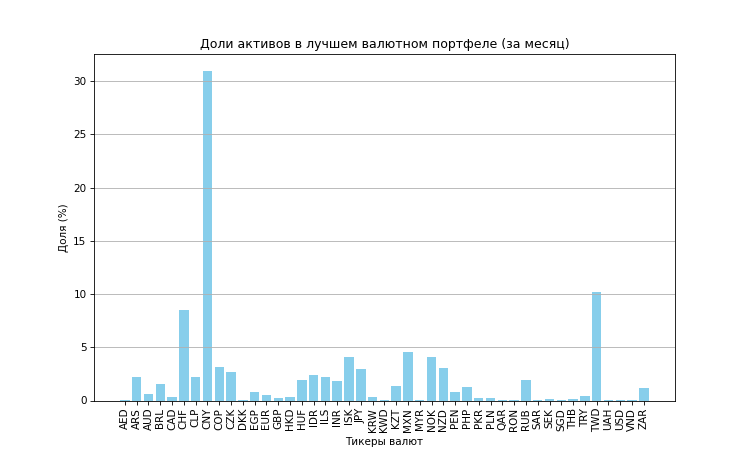 Доли активов в лучшем валютном портфеле (за месяц)
Доля (%)
30
25
20
15
10
5
0
AED ARS AUD BRL CAD CHF CLP CNY COP CZK DKK EGP EUR GBP HKD HUF IDR ILS INR ISK JPY KRW KWD KZT MXN MYR NOK NZD PEN PHP PKR PLN QAR RON RUB SAR SEK SGD THB TRY TWD UAH USD VND ZAR
Тикеры валют